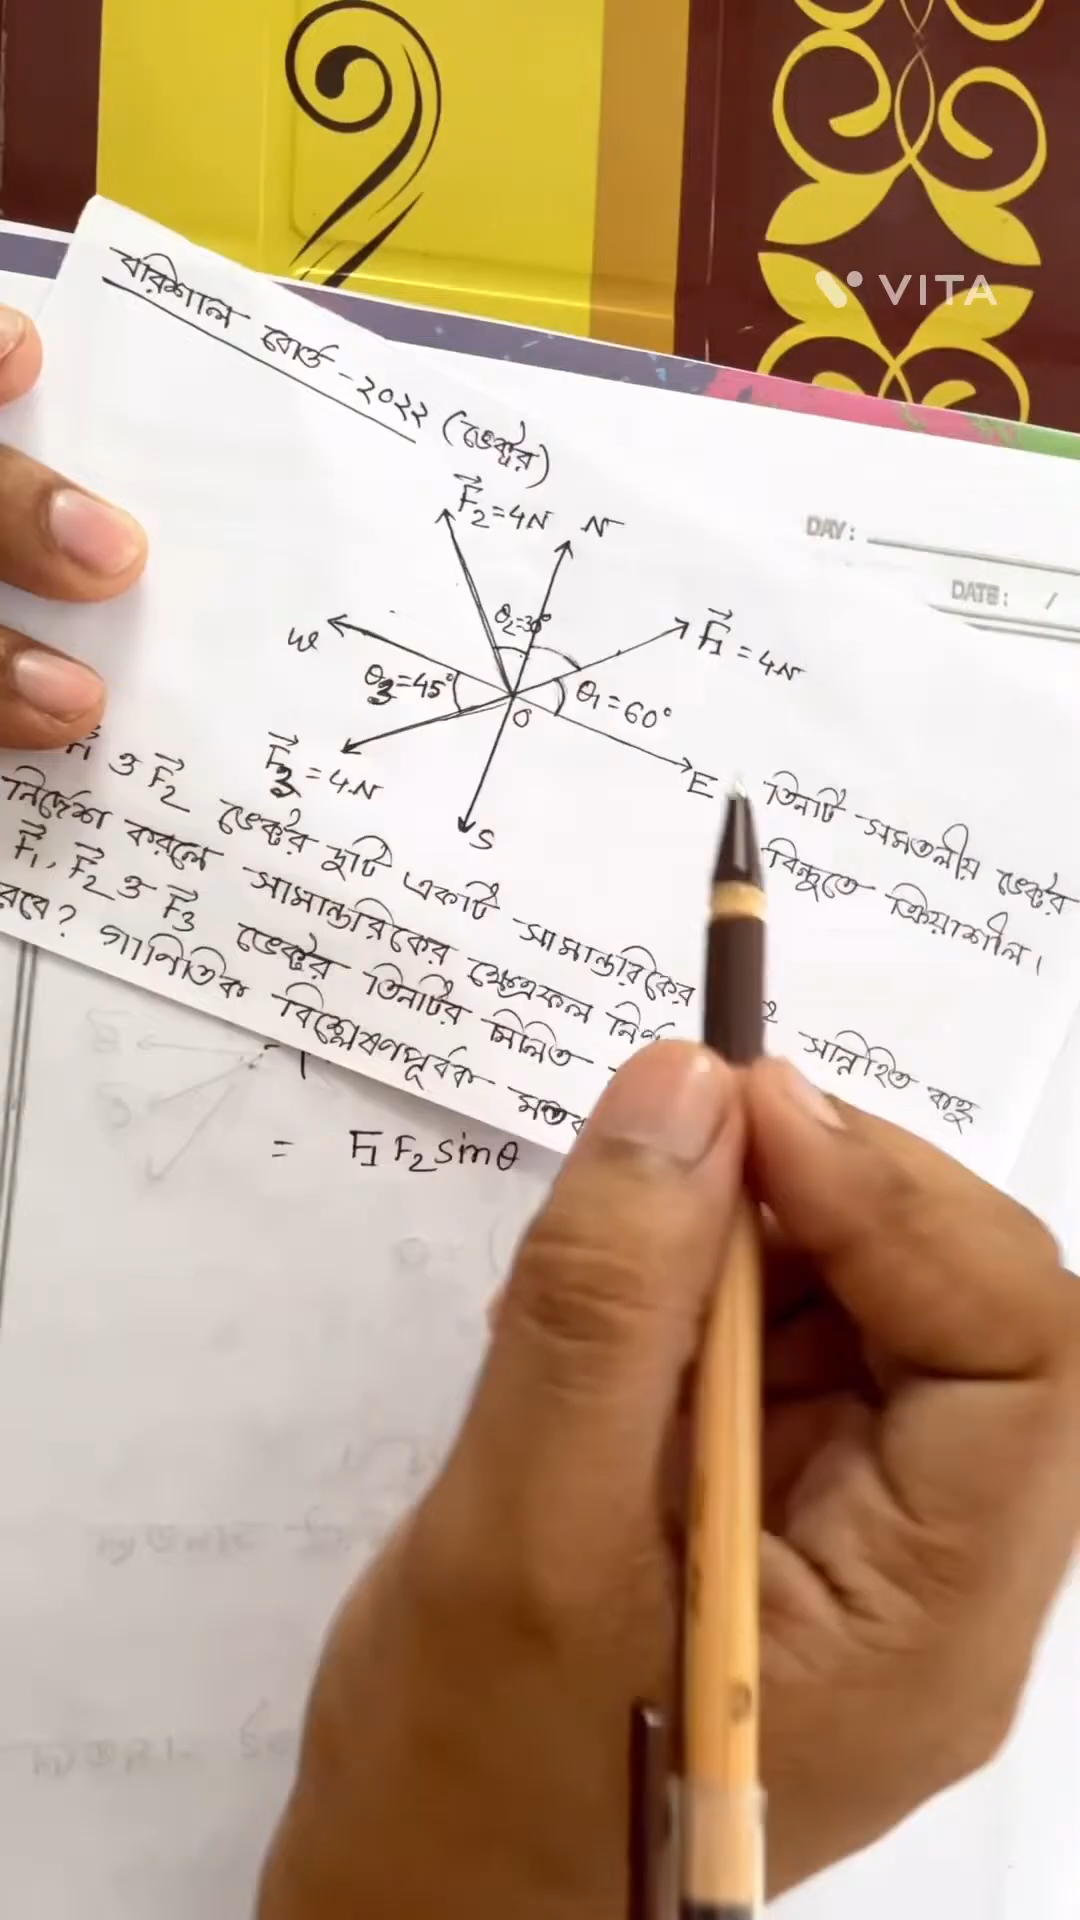 VITA
বরিশাল বোর্ড - ২০২২ (ভেক্টর)
DAY:
DATE: /
F⃗₂ = 4N
N
F⃗₁ = 4N
W
θ₂=30°
θ₃=45°
θ₁ = 60°
O
F⃗₃ = 4N
E
S
তিনটি সমতলীয় ভেক্টর
বিন্দুতে ক্রিয়াশীল।
ও F⃗₂ ভেক্টর দুটি একটি সামান্তরিকের সন্নিহিত বাহু
নির্দেশ করলে সামান্তরিকের ক্ষেত্রফল
F⃗₁, F⃗₂ ও F⃗₃ ভেক্টর তিনটির মিলিত
গাণিতিক বিশ্লেষণপূর্বক
= F₁ F₂ sinθ